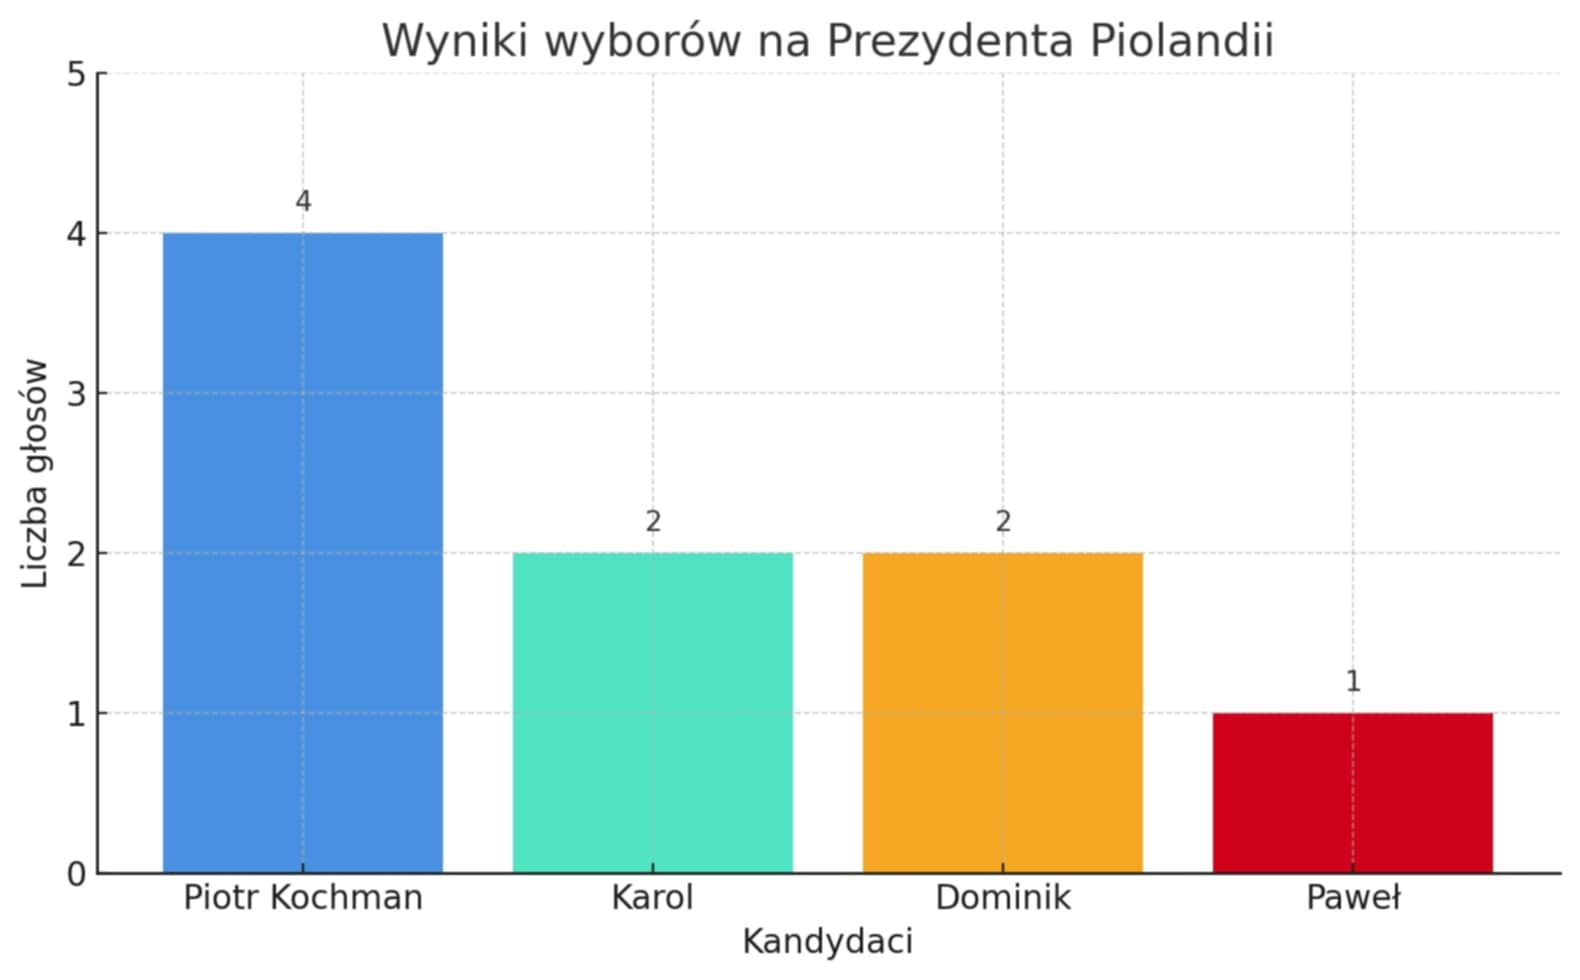 Wyniki wyborów na Prezydenta Piolandii
5
4
3
2
1
0
Liczba głosów
4
2
2
1
Piotr Kochman
Karol
Dominik
Paweł
Kandydaci